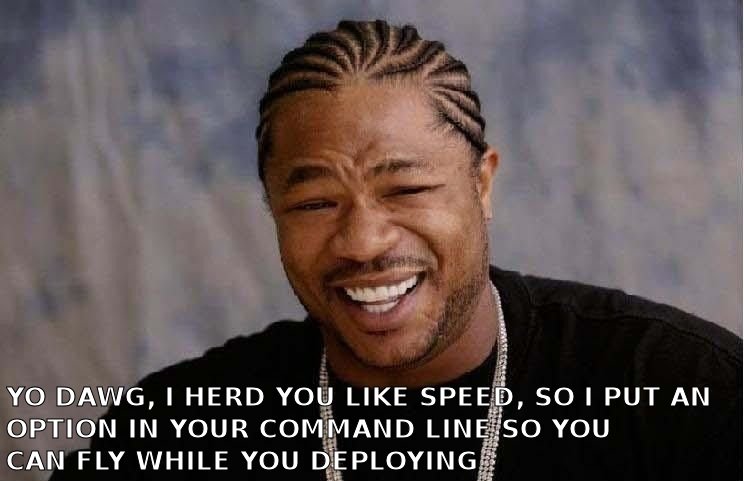 YO DAWG, I HERD YOU LIKE SPEED, SO I PUT AN
OPTION IN YOUR COMMAND LINE SO YOU
CAN FLY WHILE YOU DEPLOYING